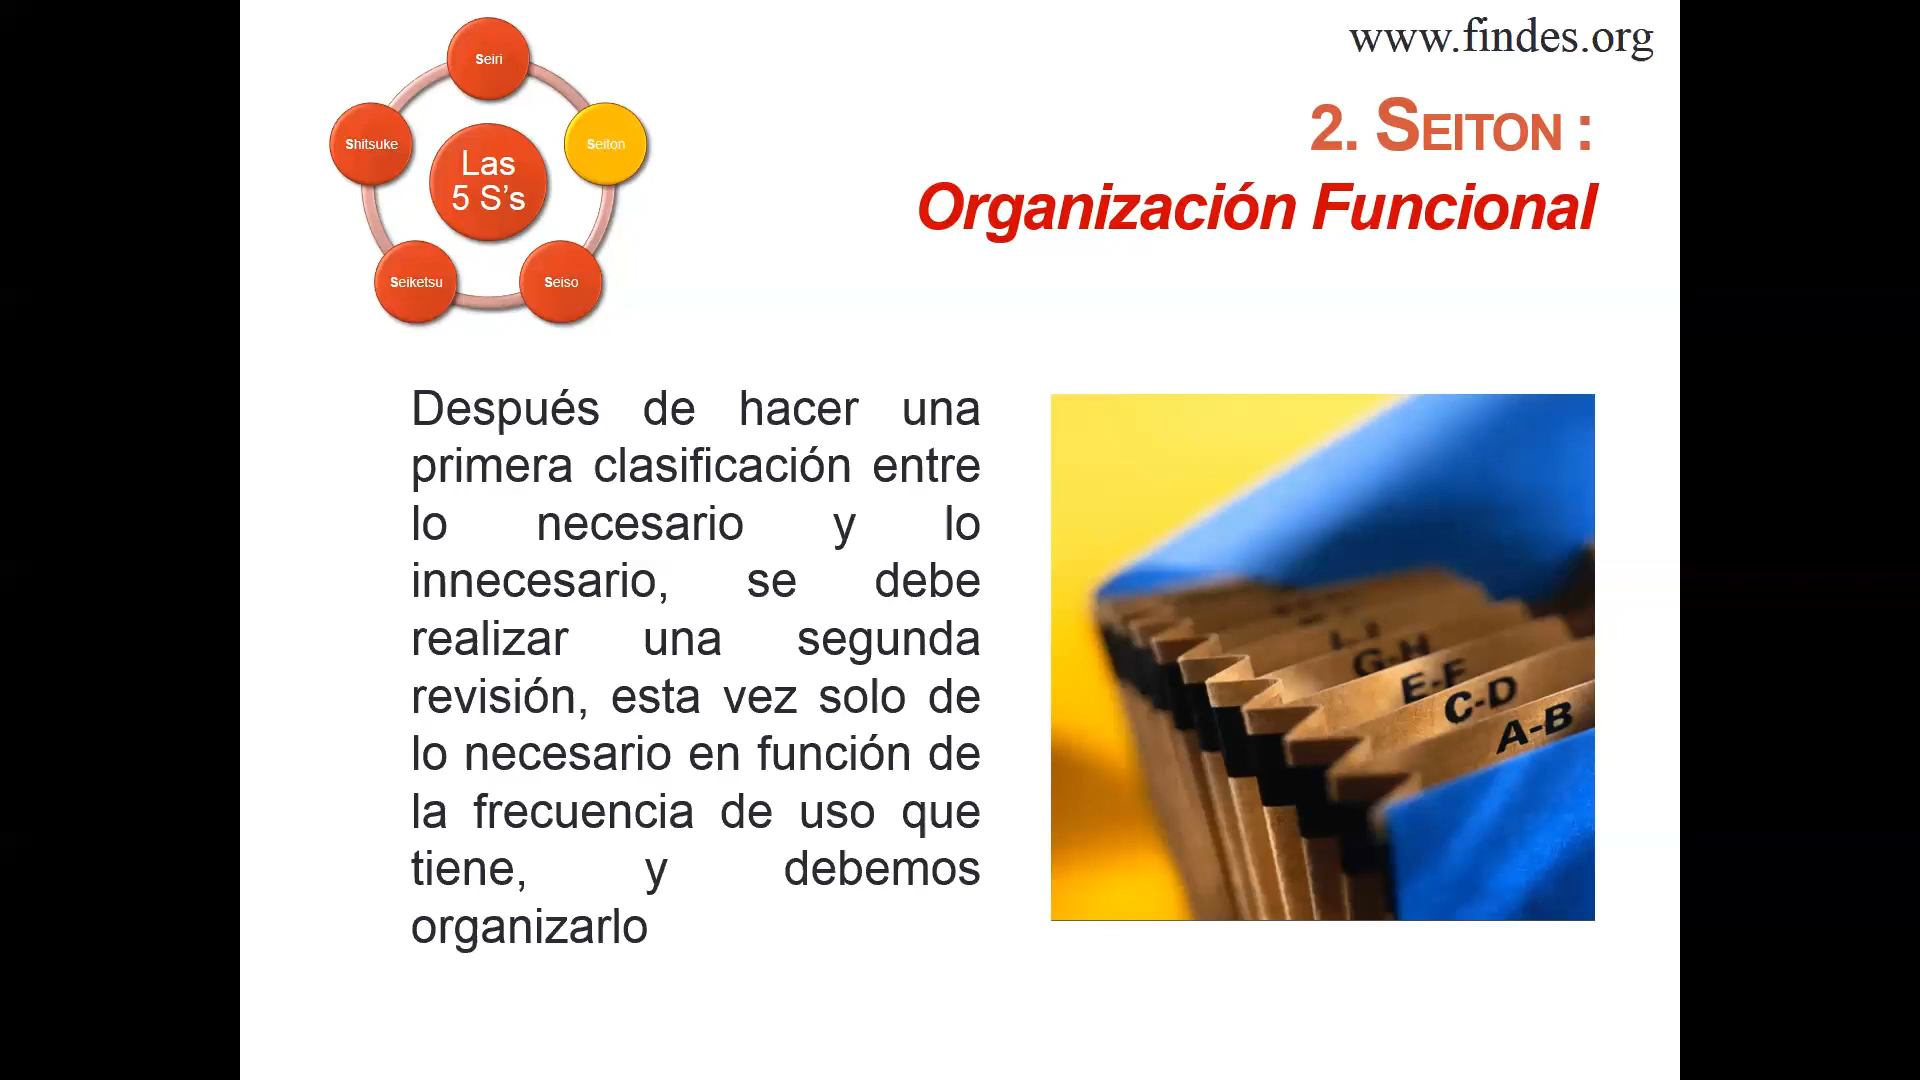 www.findes.org
Seiri
Seiton
Seiso
Seiketsu
Shitsuke
Las
5 S’s
2. SEITON :
Organización Funcional
Después de hacer una
primera clasificación entre
lo necesario y lo
innecesario, se debe
realizar una segunda
revisión, esta vez solo de
lo necesario en función de
la frecuencia de uso que
tiene, y debemos
organizarlo
G-H
E-F
C-D
A-B